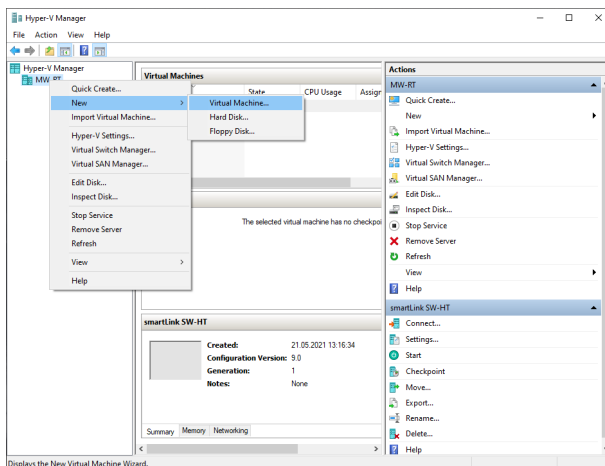 Hyper-V Manager
File Action View Help
Hyper-V Manager
MW-RT
Quick Create...
New
Import Virtual Machine...
Hyper-V Settings...
Virtual Switch Manager...
Virtual SAN Manager...
Edit Disk...
Inspect Disk...
Stop Service
Remove Server
Refresh
View
Help
Virtual Machine...
Hard Disk...
Floppy Disk...
Virtual Machines
State CPU Usage Assign
The selected virtual machine has no checkpoi
smartLink SW-HT
Created: 21.05.2021 13:16:34
Configuration Version: 9.0
Generation: 1
Notes: None
Summary Memory Networking
Actions
MW-RT
Quick Create...
New
Import Virtual Machine...
Hyper-V Settings...
Virtual Switch Manager...
Virtual SAN Manager...
Edit Disk...
Inspect Disk...
Stop Service
Remove Server
Refresh
View
Help
smartLink SW-HT
Connect...
Settings...
Start
Checkpoint
Move...
Export...
Rename...
Delete...
Help
Displays the New Virtual Machine Wizard.